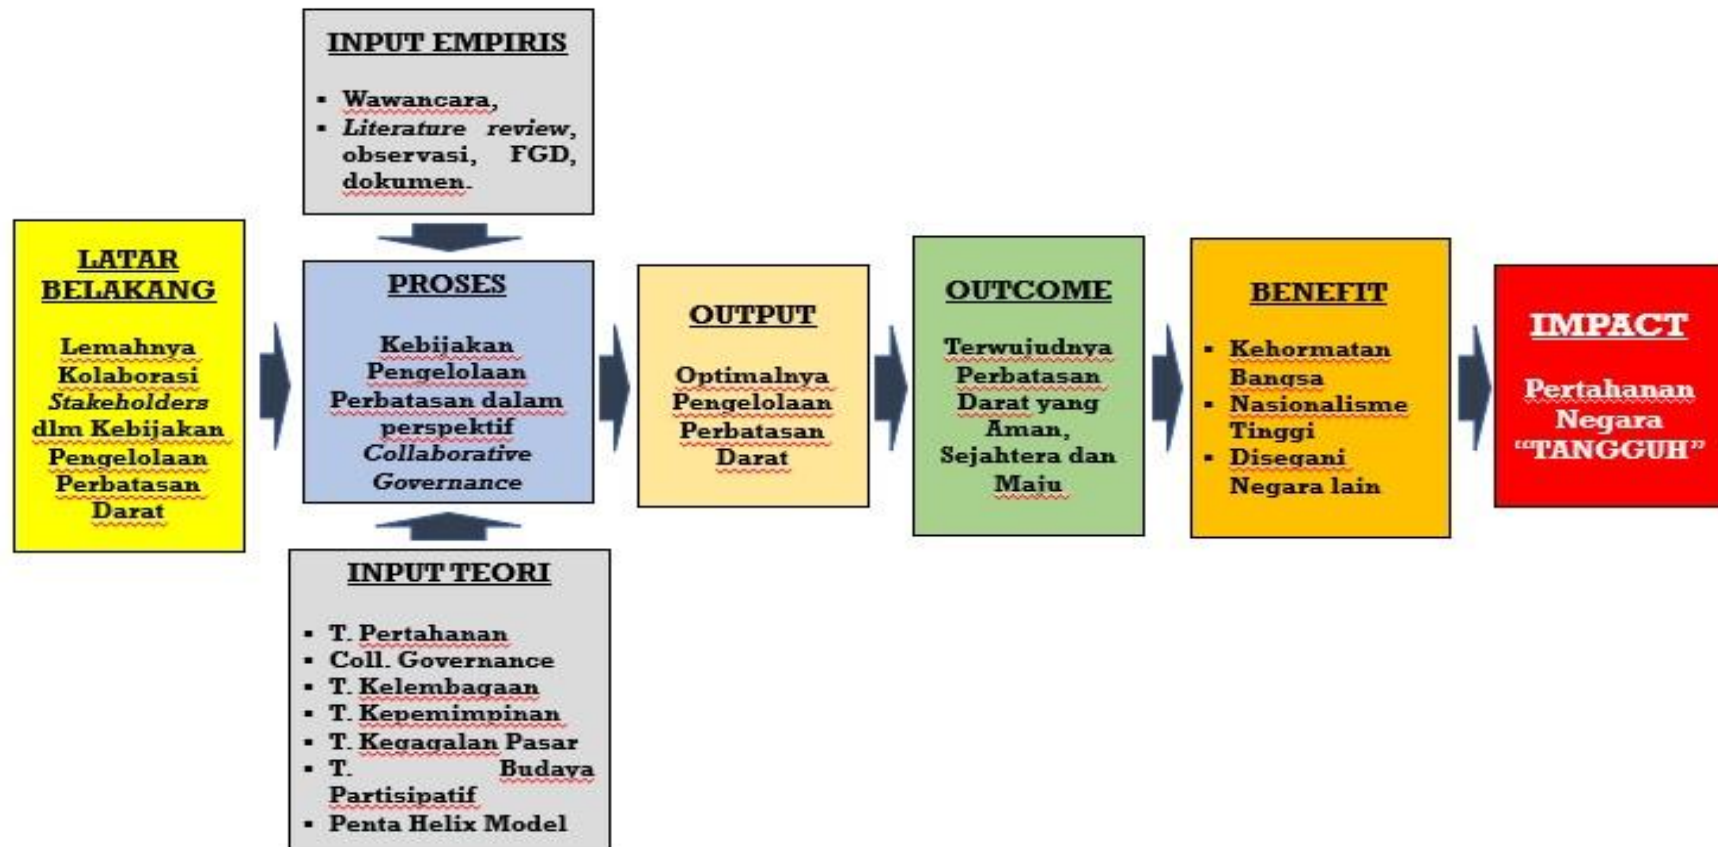 INPUT EMPIRIS
▪ Wawancara,
▪ Literature review,
observasi, FGD,
dokumen.
LATAR
BELAKANG
Lemahnya
Kolaborasi
Stakeholders
dlm Kebijakan
Pengelolaan
Perbatasan
Darat
PROSES
Kebijakan
Pengelolaan
Perbatasan dalam
perspektif
Collaborative
Governance
INPUT TEORI
▪ T. Pertahanan
▪ Coll. Governance
▪ T. Kelembagaan
▪ T. Kepemimpinan
▪ T. Kegagalan Pasar
▪ T. Budaya
Partisipatif
▪ Penta Helix Model
OUTPUT
Optimalnya
Pengelolaan
Perbatasan
Darat
OUTCOME
Terwujudnya
Perbatasan
Darat yang
Aman,
Sejahtera dan
Maju
BENEFIT
▪ Kehormatan
Bangsa
▪ Nasionalisme
Tinggi
▪ Disegani
Negara lain
IMPACT
Pertahanan
Negara
“TANGGUH”